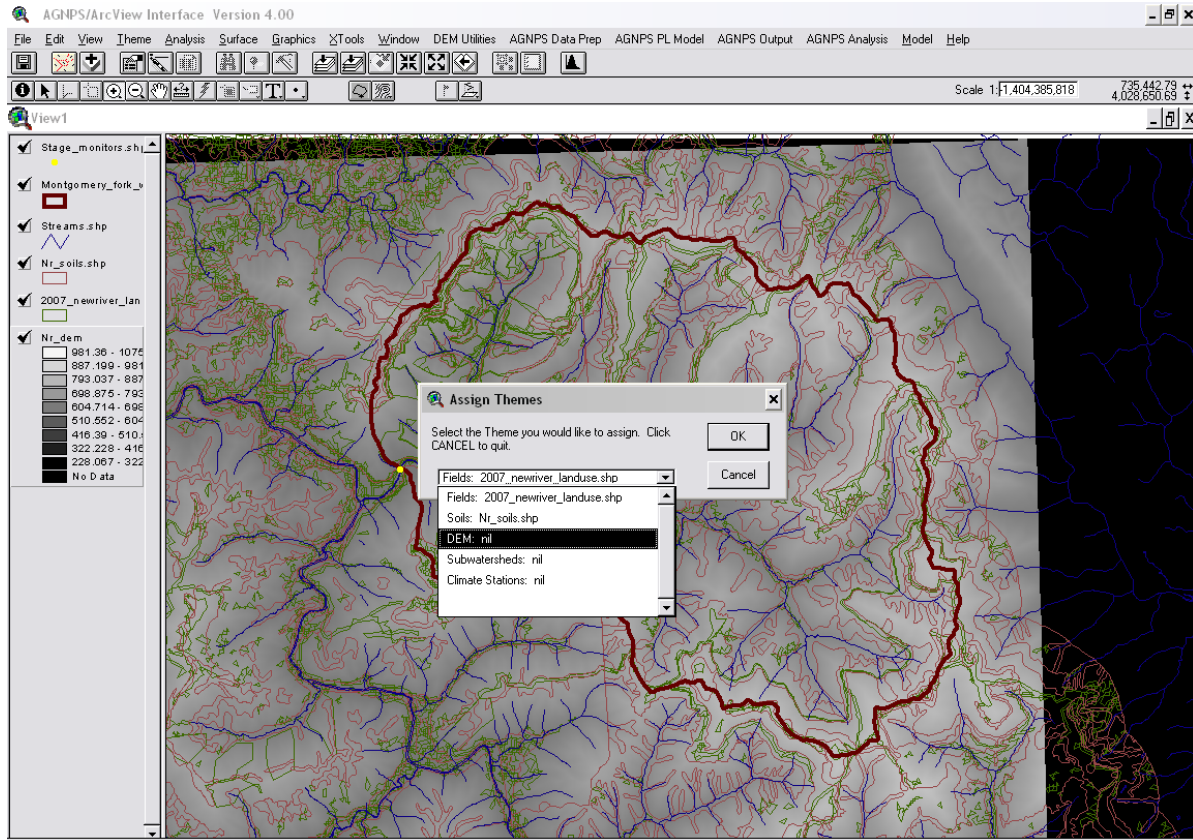 AGNPS/ArcView Interface Version 4.00
File Edit View Theme Analysis Surface Graphics XTools Window DEM Utilities AGNPS Data Prep AGNPS PL Model AGNPS Output AGNPS Analysis Model Help
T.
Scale 1: -1,404,385,818
735,442.79
4,028,650.69
View1
Stage_monitors.shp
Montgomery_fork_
Streams.shp
Nr_soils.shp
2007_newriver_lan
Nr_dem
981.36 - 1075
887.199 - 981
793.037 - 887
698.875 - 793
604.714 - 698
510.552 - 604
416.39 - 510.
322.228 - 416
228.067 - 322
No Data
Assign Themes
Select the Theme you would like to assign. Click
CANCEL to quit.
OK
Cancel
Fields: 2007_newriver_landuse.shp
Fields: 2007_newriver_landuse.shp
Soils: Nr_soils.shp
DEM: nil
Subwatersheds: nil
Climate Stations: nil